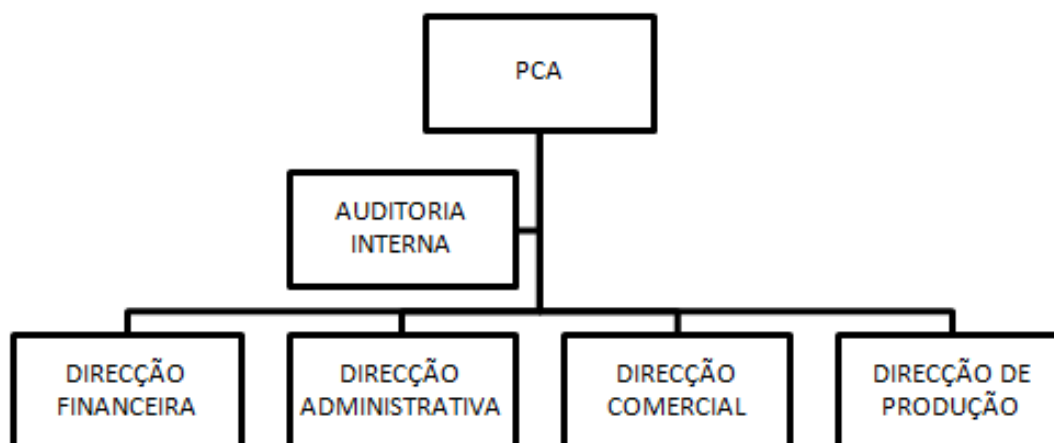 PCA
AUDITORIA
INTERNA
DIRECÇÃO
FINANCEIRA
DIRECÇÃO
ADMINISTRATIVA
DIRECÇÃO
COMERCIAL
DIRECÇÃO DE
PRODUÇÃO